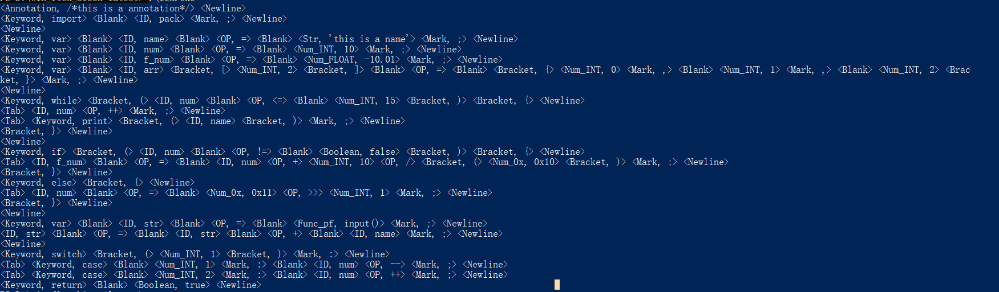 <Annotation, /*this is a annotation*/> <Newline>
<Keyword, import> <Blank> <ID, pack> <Mark, ;> <Newline>
<Newline>
<Keyword, var> <Blank> <ID, name> <Blank> <OP, => <Blank> <Str, 'this is a name'> <Mark, ;> <Newline>
<Keyword, var> <Blank> <ID, num> <Blank> <OP, => <Blank> <Num_INT, 10> <Mark, ;> <Newline>
<Keyword, var> <Blank> <ID, f_num> <Blank> <OP, => <Blank> <Num_FLOAT, -10.01> <Mark, ;> <Newline>
<Keyword, var> <Blank> <ID, arr> <Bracket, [> <Num_INT, 2> <Bracket, ]> <Blank> <OP, => <Blank> <Bracket, {> <Num_INT, 0> <Mark, ,> <Blank> <Num_INT, 1> <Mark, ,> <Blank> <Num_INT, 2> <Brac
ket, }> <Mark, ;> <Newline>
<Newline>
<Keyword, while> <Bracket, (> <ID, num> <Blank> <OP, <=> <Blank> <Num_INT, 15> <Bracket, )> <Bracket, {> <Newline>
<Tab> <ID, num> <OP, ++> <Mark, ;> <Newline>
<Tab> <Keyword, print> <Bracket, (> <ID, name> <Bracket, )> <Mark, ;> <Newline>
<Bracket, }> <Newline>
<Newline>
<Keyword, if> <Bracket, (> <ID, num> <Blank> <OP, !=> <Blank> <Boolean, false> <Bracket, )> <Bracket, {> <Newline>
<Tab> <ID, f_num> <Blank> <OP, => <Blank> <ID, num> <OP, +> <Num_INT, 10> <OP, /> <Bracket, (> <Num_0x, 0x10> <Bracket, )> <Mark, ;> <Newline>
<Bracket, }> <Newline>
<Keyword, else> <Bracket, {> <Newline>
<Tab> <ID, num> <Blank> <OP, => <Blank> <Num_0x, 0x11> <OP, >>> <Num_INT, 1> <Mark, ;> <Newline>
<Bracket, }> <Newline>
<Newline>
<Keyword, var> <Blank> <ID, str> <Blank> <OP, => <Blank> <Func_pf, input()> <Mark, ;> <Newline>
<ID, str> <Blank> <OP, => <Blank> <ID, str> <Blank> <OP, +> <Blank> <ID, name> <Mark, ;> <Newline>
<Newline>
<Keyword, switch> <Bracket, (> <Num_INT, 1> <Bracket, )> <Mark, :> <Newline>
<Tab> <Keyword, case> <Blank> <Num_INT, 1> <Mark, :> <Blank> <ID, num> <OP, --> <Mark, ;> <Newline>
<Tab> <Keyword, case> <Blank> <Num_INT, 2> <Mark, :> <Blank> <ID, num> <OP, ++> <Mark, ;> <Newline>
<Keyword, return> <Blank> <Boolean, true> <Newline>